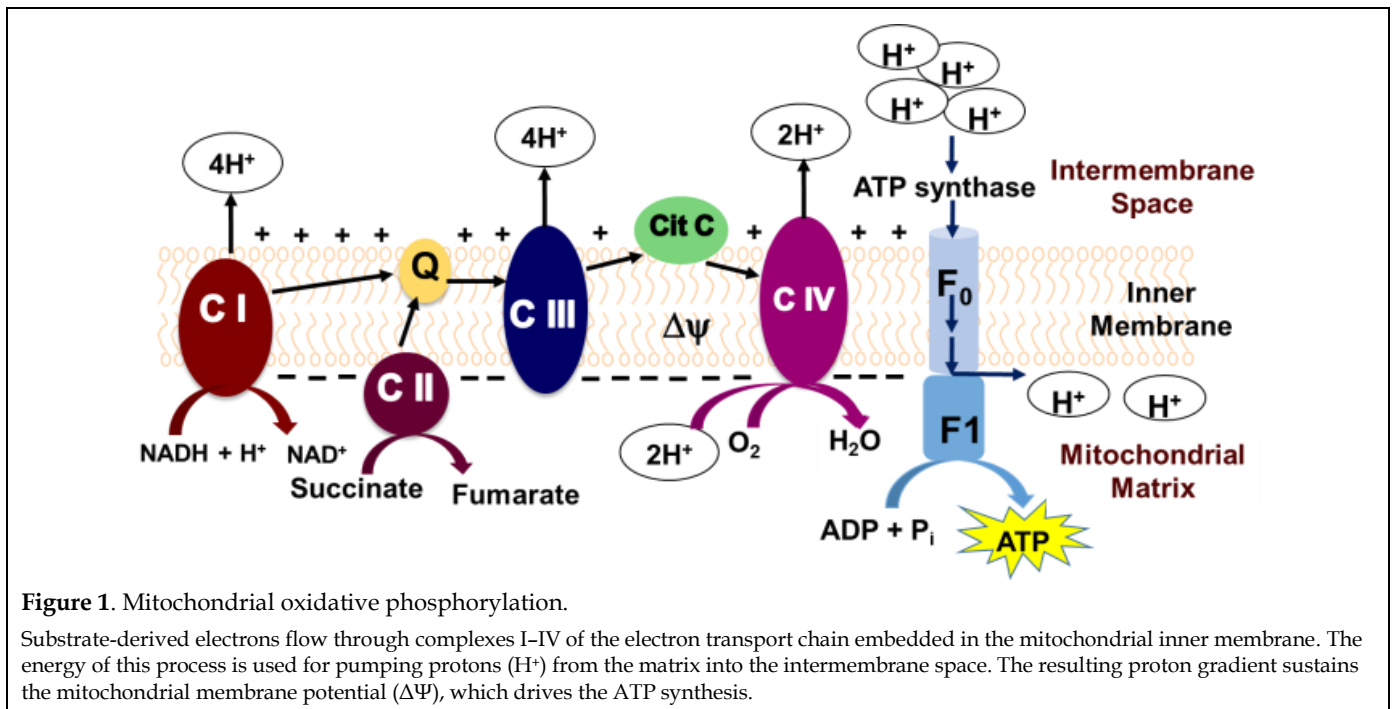 H⁺
H⁺
H⁺
H⁺
4H⁺
4H⁺
2H⁺
ATP synthase
Intermembrane
Space
+ + + +
+ +
+
Cit C
+
+ +
Q
C I
C III
Δψ
C IV
F₀
Inner
Membrane
C II
H⁺
H⁺
NADH + H⁺
NAD⁺
Succinate
Fumarate
2H⁺
O₂
H₂O
F1
Mitochondrial
Matrix
ADP + Pᵢ
ATP
Figure 1. Mitochondrial oxidative phosphorylation.
Substrate-derived electrons flow through complexes I–IV of the electron transport chain embedded in the mitochondrial inner membrane. The
energy of this process is used for pumping protons (H⁺) from the matrix into the intermembrane space. The resulting proton gradient sustains
the mitochondrial membrane potential (ΔΨ), which drives the ATP synthesis.